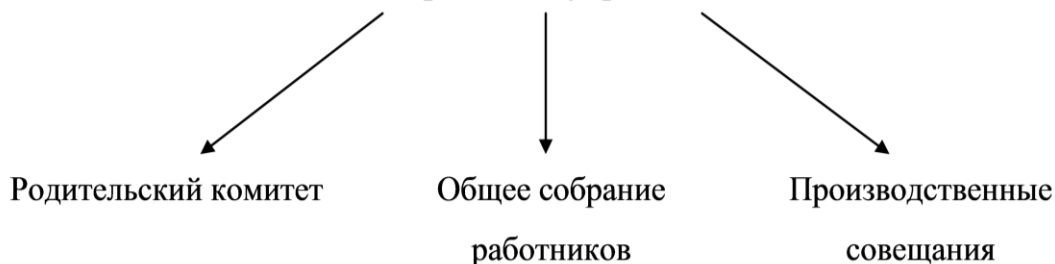 Родительский комитет Общее собрание Производственные
работников совещания